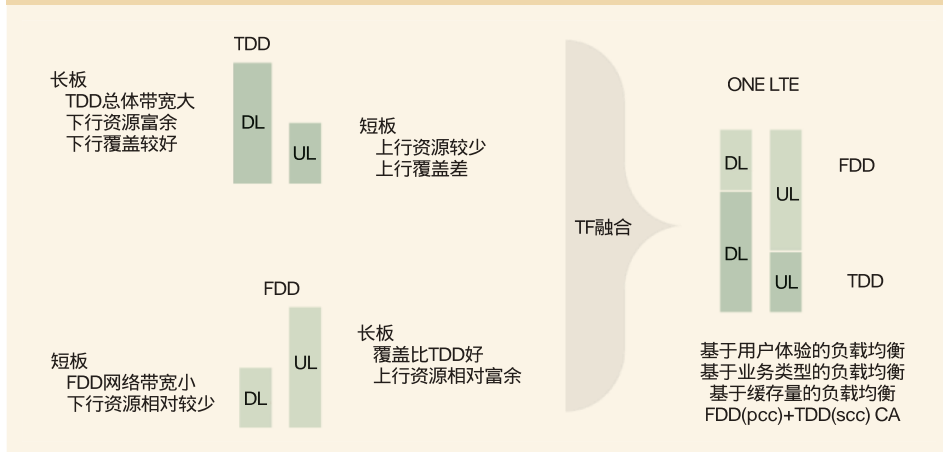 TDD
长板
TDD总体带宽大
下行资源富余
下行覆盖较好
DL
UL
短板
上行资源较少
上行覆盖差
FDD
短板
FDD网络带宽小
下行资源相对较少
DL
UL
长板
覆盖比TDD好
上行资源相对富余
TF融合
ONE LTE
DL
UL
FDD
DL
UL
TDD
基于用户体验的负载均衡
基于业务类型的负载均衡
基于缓存量的负载均衡
FDD(pcc)+TDD(scc) CA